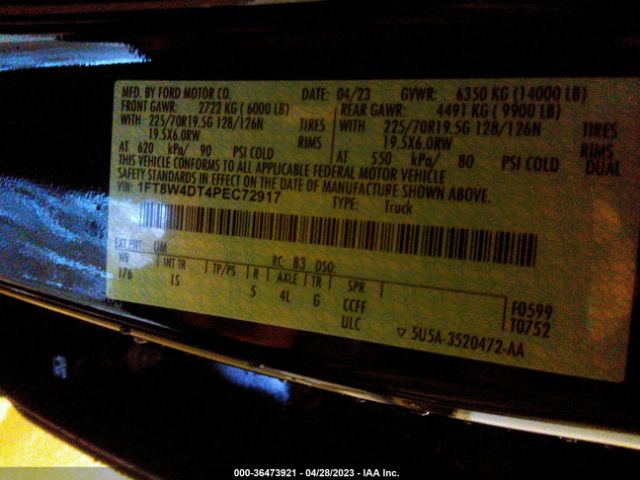 MFD. BY FORD MOTOR CO. DATE: 04/23 GVWR: 6350 KG (14000 LB)
FRONT GAWR: 2722 KG (6000 LB) REAR GAWR: 4491 KG (9900 LB)
WITH 225/70R19.5G 128/126N TIRES WITH 225/70R19.5G 128/126N TIRES
19.5X6.0RW RIMS 19.5X6.0RW RIMS
AT 620 kPa/ 90 PSI COLD AT 550 kPa/ 80 PSI COLD DUAL
THIS VEHICLE CONFORMS TO ALL APPLICABLE FEDERAL MOTOR VEHICLE
SAFETY STANDARDS IN EFFECT ON THE DATE OF MANUFACTURE SHOWN ABOVE.
VIN: 1FT8W4DT4PEC72917 TYPE: Truck
EXT PNT: UM RC: 83 DSO:
WB INT TR TP/PS R AXLE TR SPR
176 TS 5 4L G CCFF F0599
ULC T0752
▽ 5U5A-3520472-AA
000-36473921 - 04/28/2023 - IAA Inc.